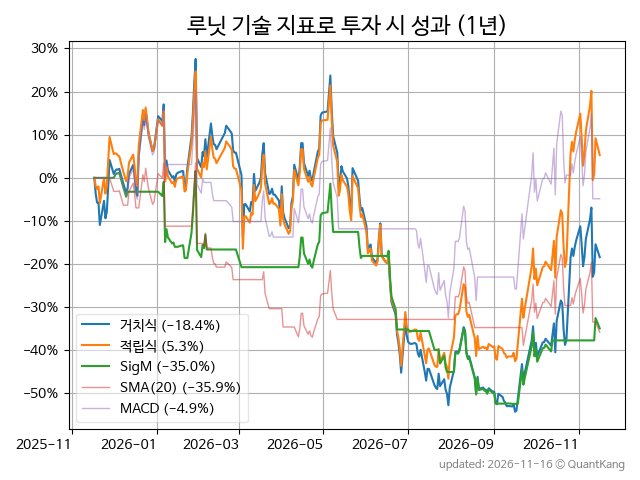 루닛 기술 지표로 투자 시 성과 (1년)
30%
20%
10%
0%
−10%
−20%
−30%
−40%
−50%
거치식 (−18.4%)
적립식 (5.3%)
SigM (−35.0%)
SMA(20) (−35.9%)
MACD (−4.9%)
2025-11 2026-01 2026-03 2026-05 2026-07 2026-09 2026-11
updated: 2026-11-16 © QuantKang